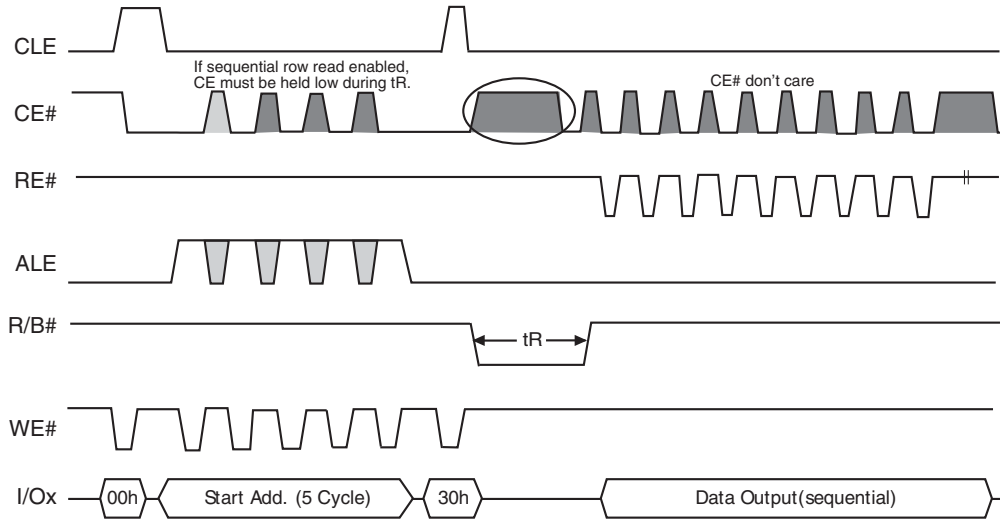 CLE
If sequential row read enabled,
CE must be held low during tR.
CE# don't care
CE#
RE#
ALE
R/B#
tR
WE#
I/Ox
00h
Start Add. (5 Cycle)
30h
Data Output(sequential)